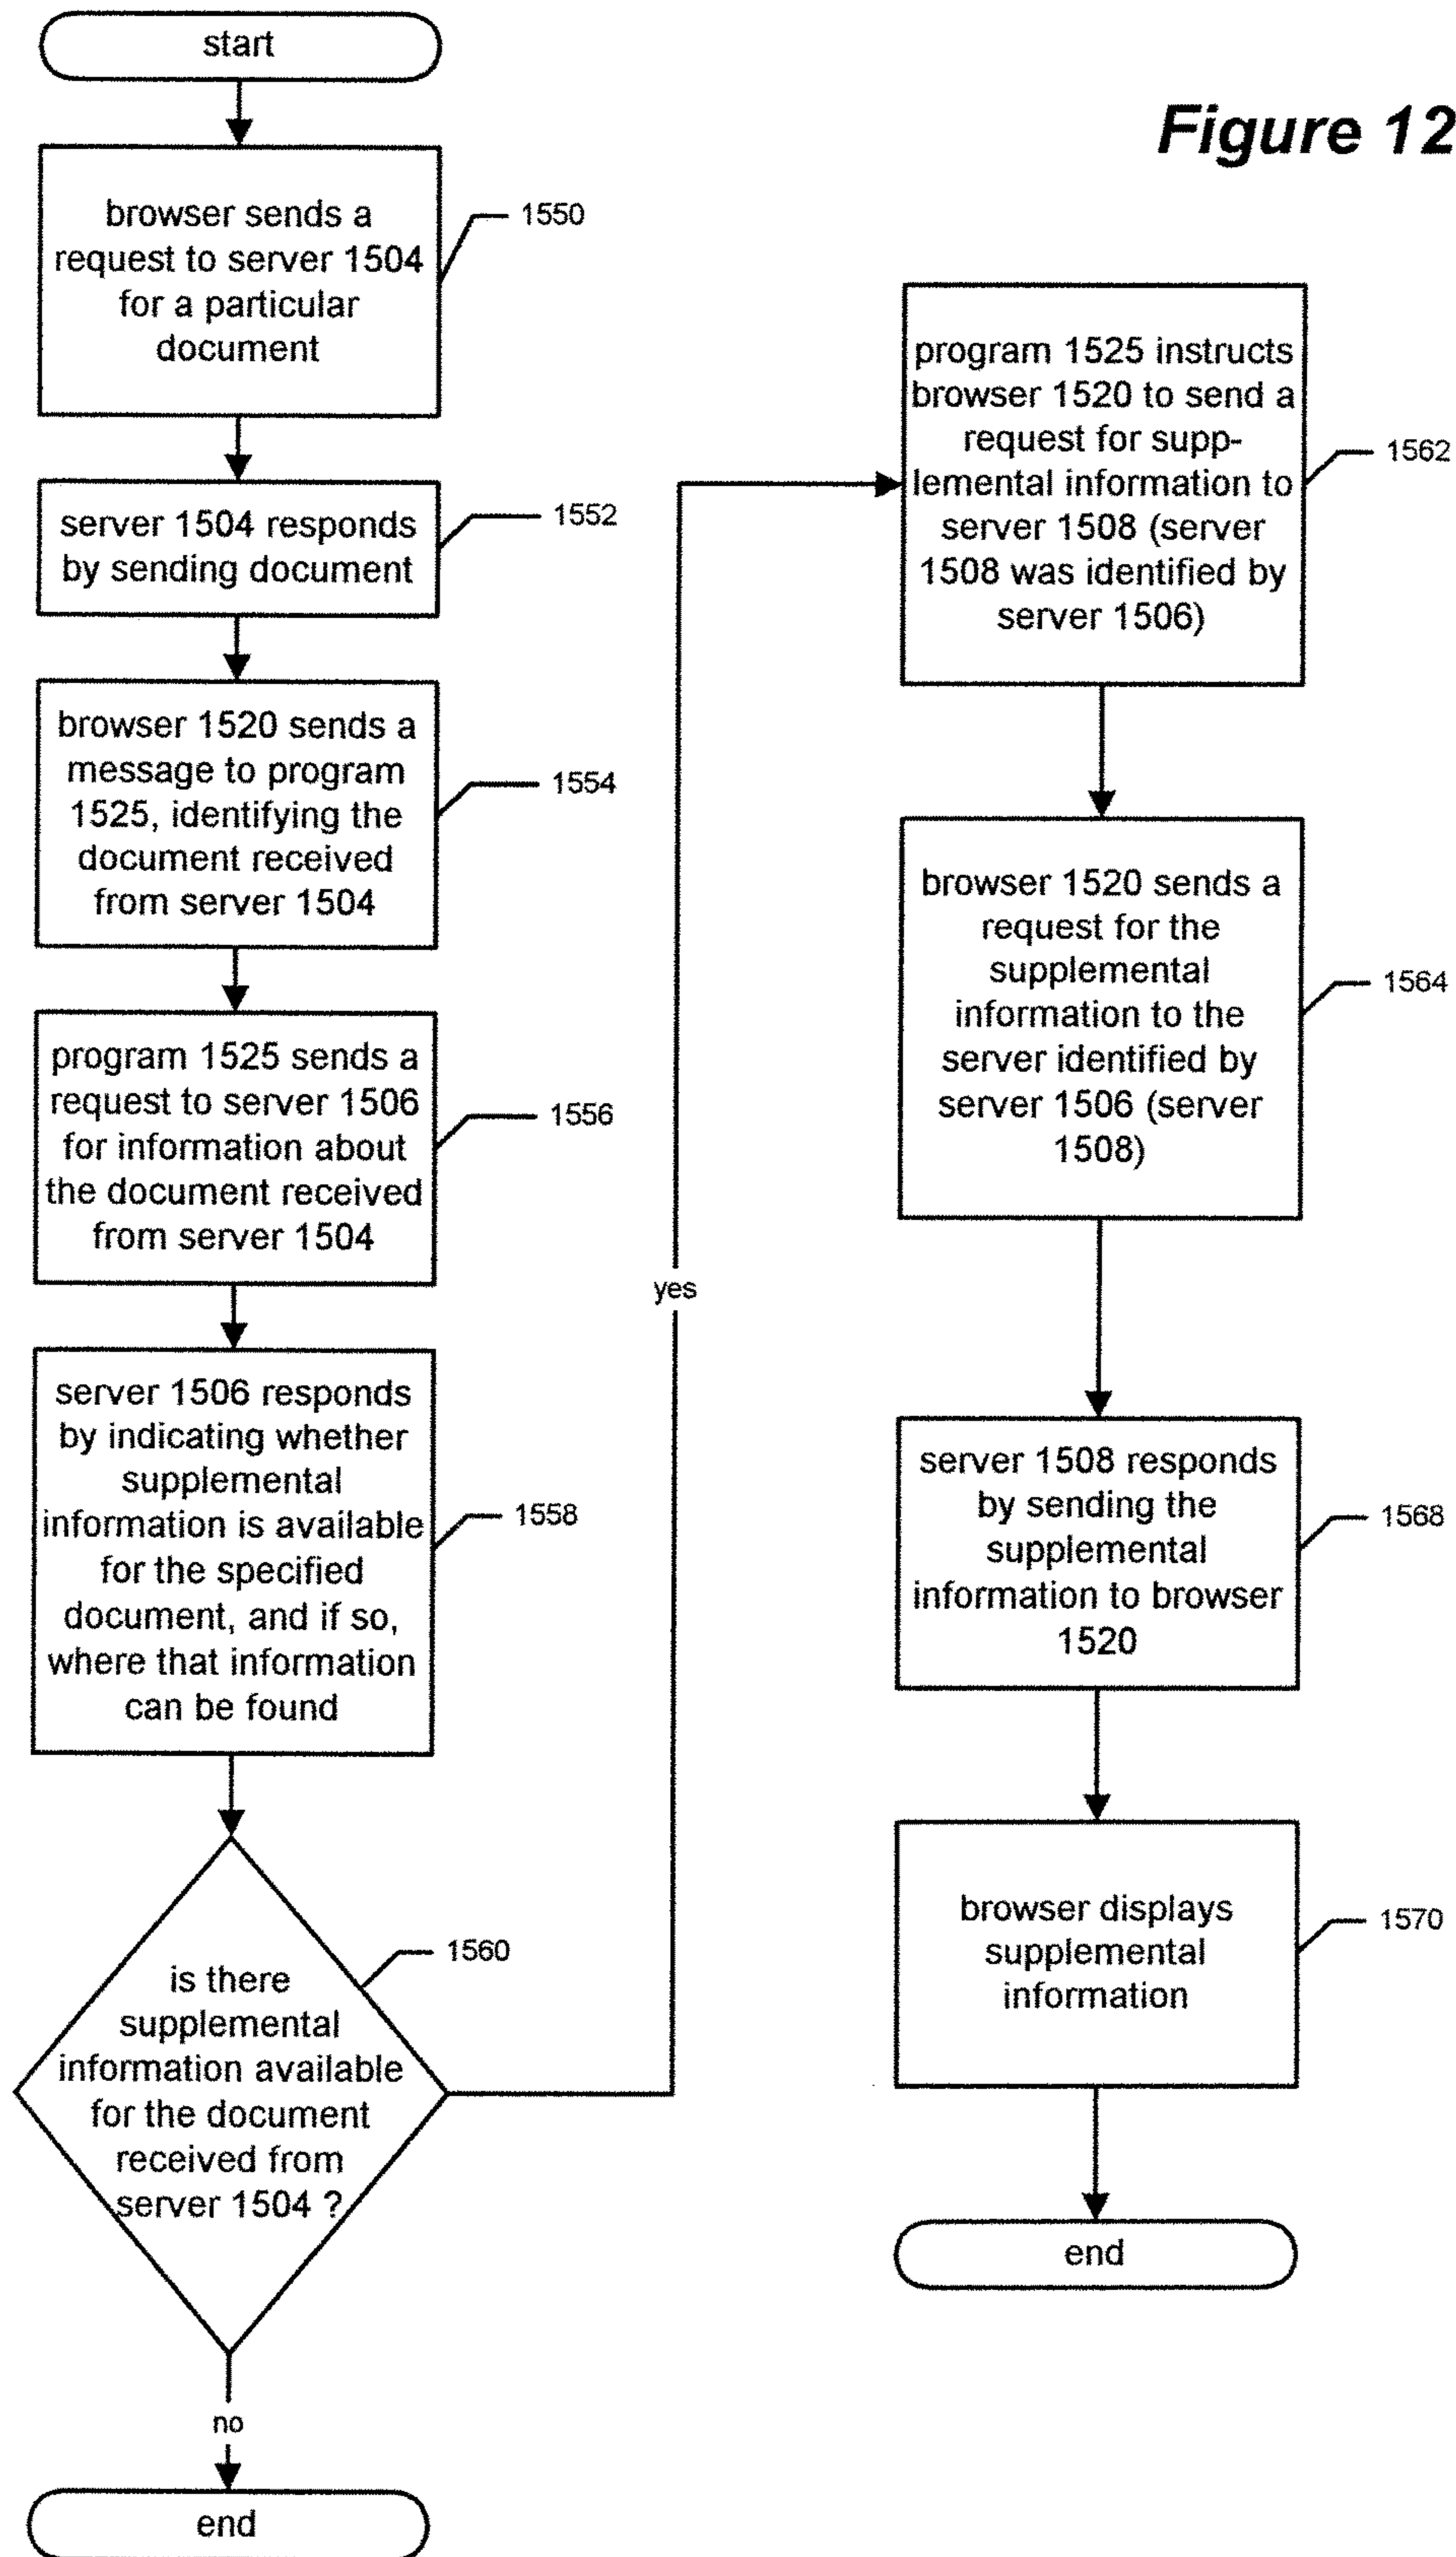 Figure 12
start
browser sends a
request to server 1504
for a particular
document
1550
server 1504 responds
by sending document
1552
browser 1520 sends a
message to program
1525, identifying the
document received
from server 1504
1554
program 1525 sends a
request to server 1506
for information about
the document received
from server 1504
1556
server 1506 responds
by indicating whether
supplemental
information is available
for the specified
document, and if so,
where that information
can be found
1558
is there
supplemental
information available
for the document
received from
server 1504 ?
1560
no
end
yes
program 1525 instructs
browser 1520 to send a
request for supp-
lemental information to
server 1508 (server
1508 was identified by
server 1506)
1562
browser 1520 sends a
request for the
supplemental
information to the
server identified by
server 1506 (server
1508)
1564
server 1508 responds
by sending the
supplemental
information to browser
1520
1568
browser displays
supplemental
information
1570
end